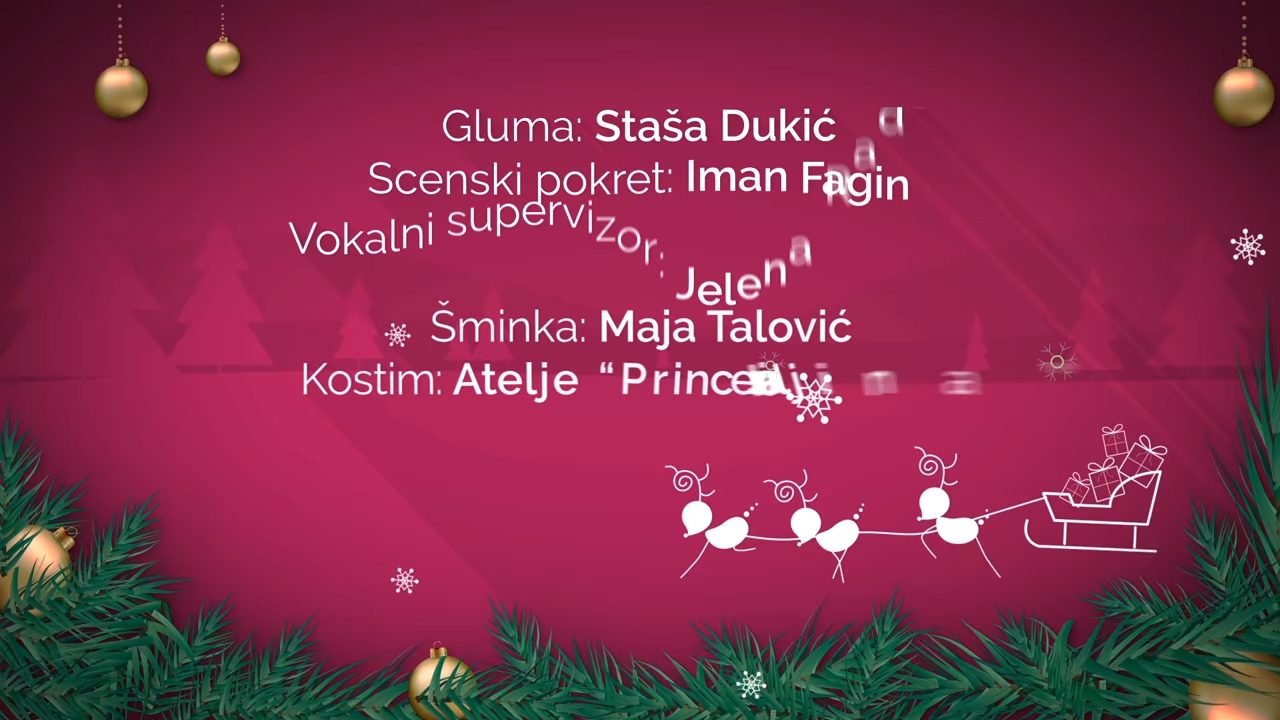 Gluma: Staša Dukić
Scenski pokret: Iman Fagin
Vokalni supervizor: Jelena
Šminka: Maja Talović
Kostim: Atelje